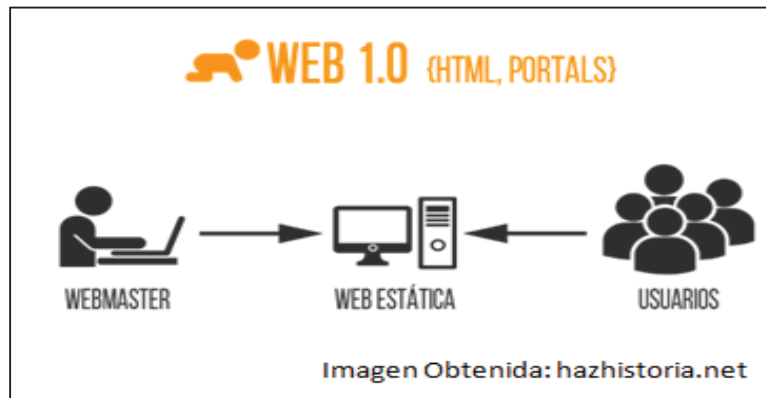 WEB 1.0 {HTML, PORTALS}
WEBMASTER
WEB ESTÁTICA
USUARIOS
Imagen Obtenida: hazhistoria.net